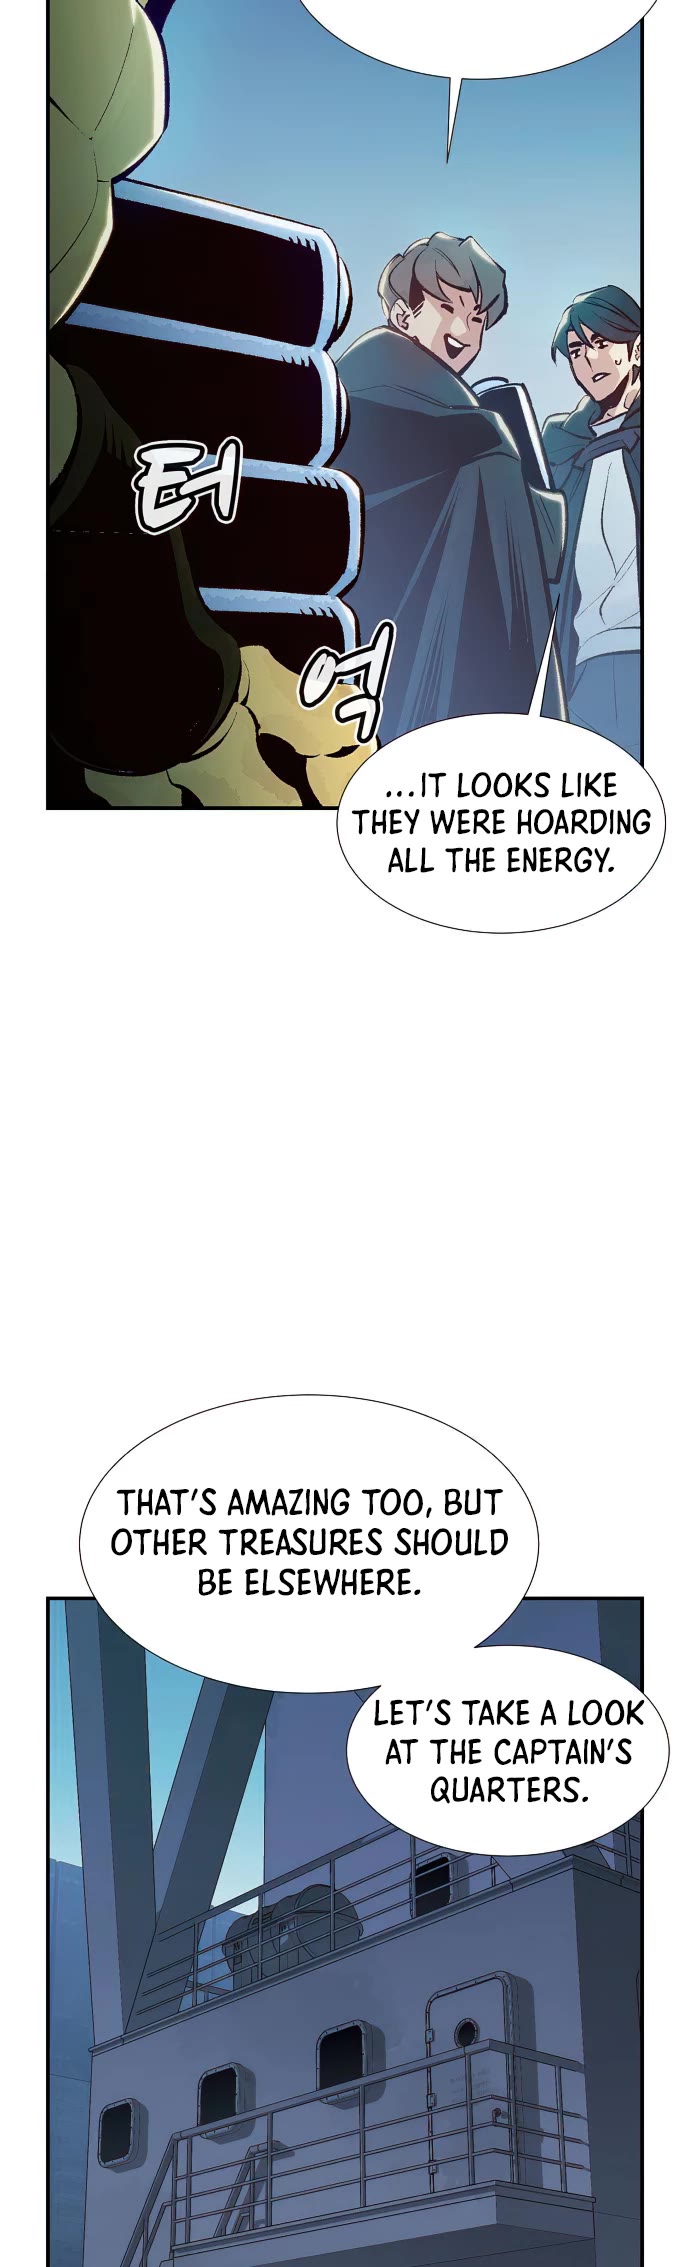 터
억
...IT LOOKS LIKE
THEY WERE HOARDING
ALL THE ENERGY.
THAT'S AMAZING TOO, BUT
OTHER TREASURES SHOULD
BE ELSEWHERE.
LET'S TAKE A LOOK
AT THE CAPTAIN'S
QUARTERS.